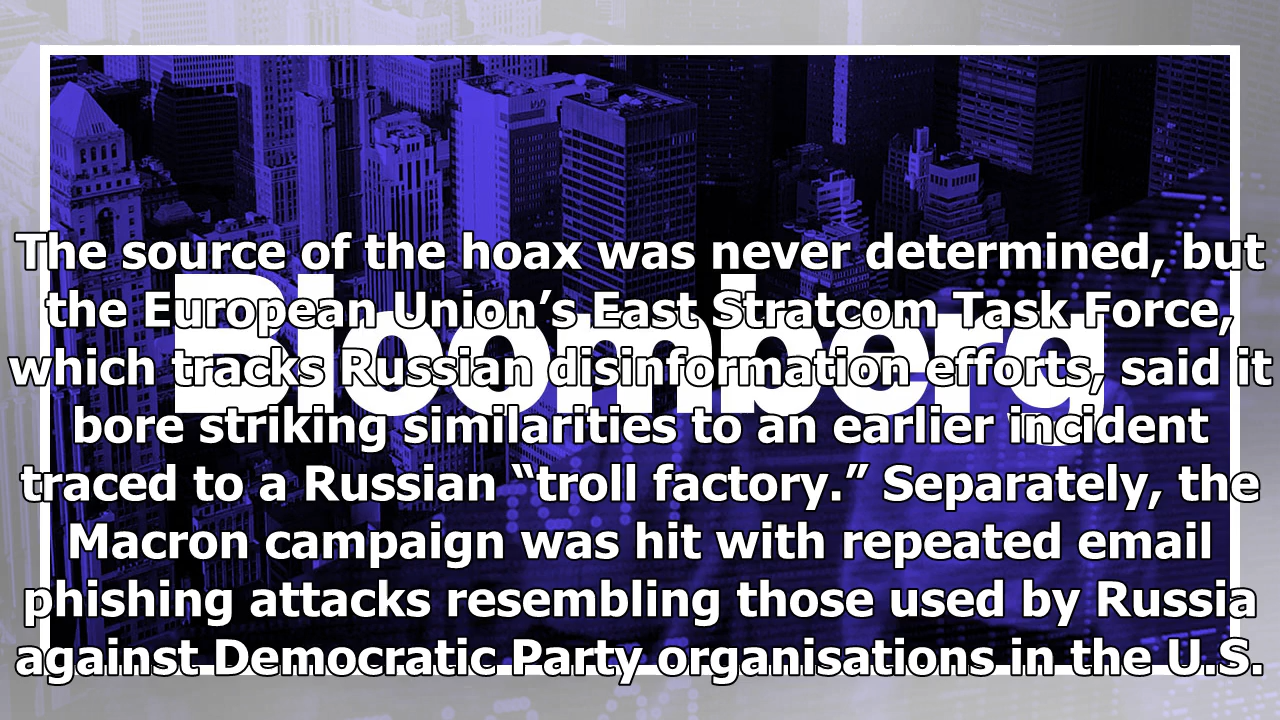 The source of the hoax was never determined, but
the European Union’s East Stratcom Task Force,
which tracks Russian disinformation efforts, said it
bore striking similarities to an earlier incident
traced to a Russian “troll factory.” Separately, the
Macron campaign was hit with repeated email
phishing attacks resembling those used by Russia
against Democratic Party organisations in the U.S.
Bloomberg